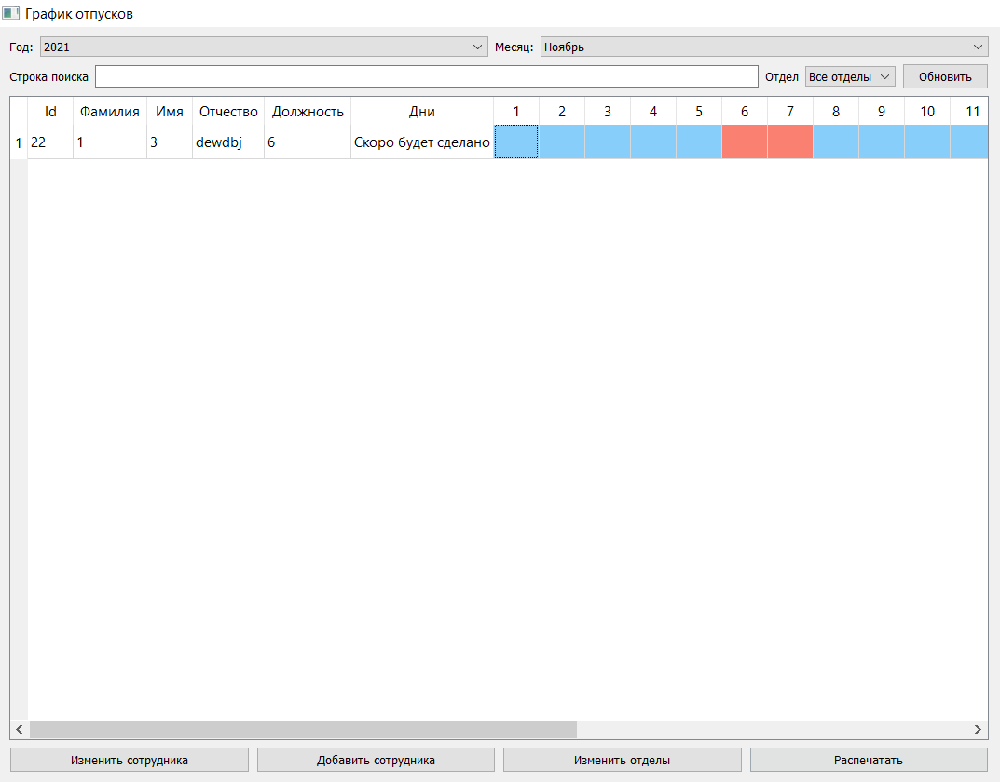 График отпусков
Год: 2021 Месяц: Ноябрь
Строка поиска Отдел Все отделы Обновить
Id Фамилия Имя Отчество Должность Дни 1 2 3 4 5 6 7 8 9 10 11
1 22 1 3 dewdbj 6 Скоро будет сделано
Изменить сотрудника Добавить сотрудника Изменить отделы Распечатать